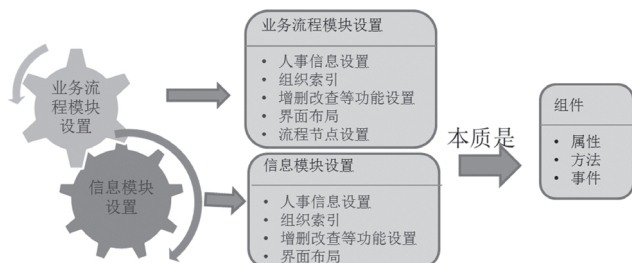 业务流
程模块
设置
信息模块
设置
业务流程模块设置
• 人事信息设置
• 组织索引
• 增删改查等功能设置
• 界面布局
• 流程节点设置
信息模块设置
• 人事信息设置
• 组织索引
• 增删改查等功能设置
• 界面布局
本质是
组件
• 属性
• 方法
• 事件